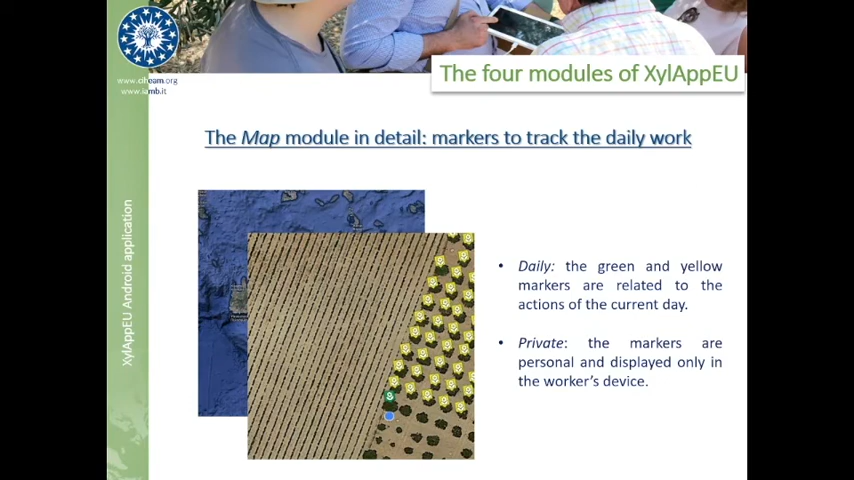 The four modules of XylAppEU
www.ciheam.org
www.iamb.it
The Map module in detail: markers to track the daily work
XylAppEU Android application
• Daily: the green and yellow
markers are related to the
actions of the current day.
• Private: the markers are
personal and displayed only in
the worker's device.